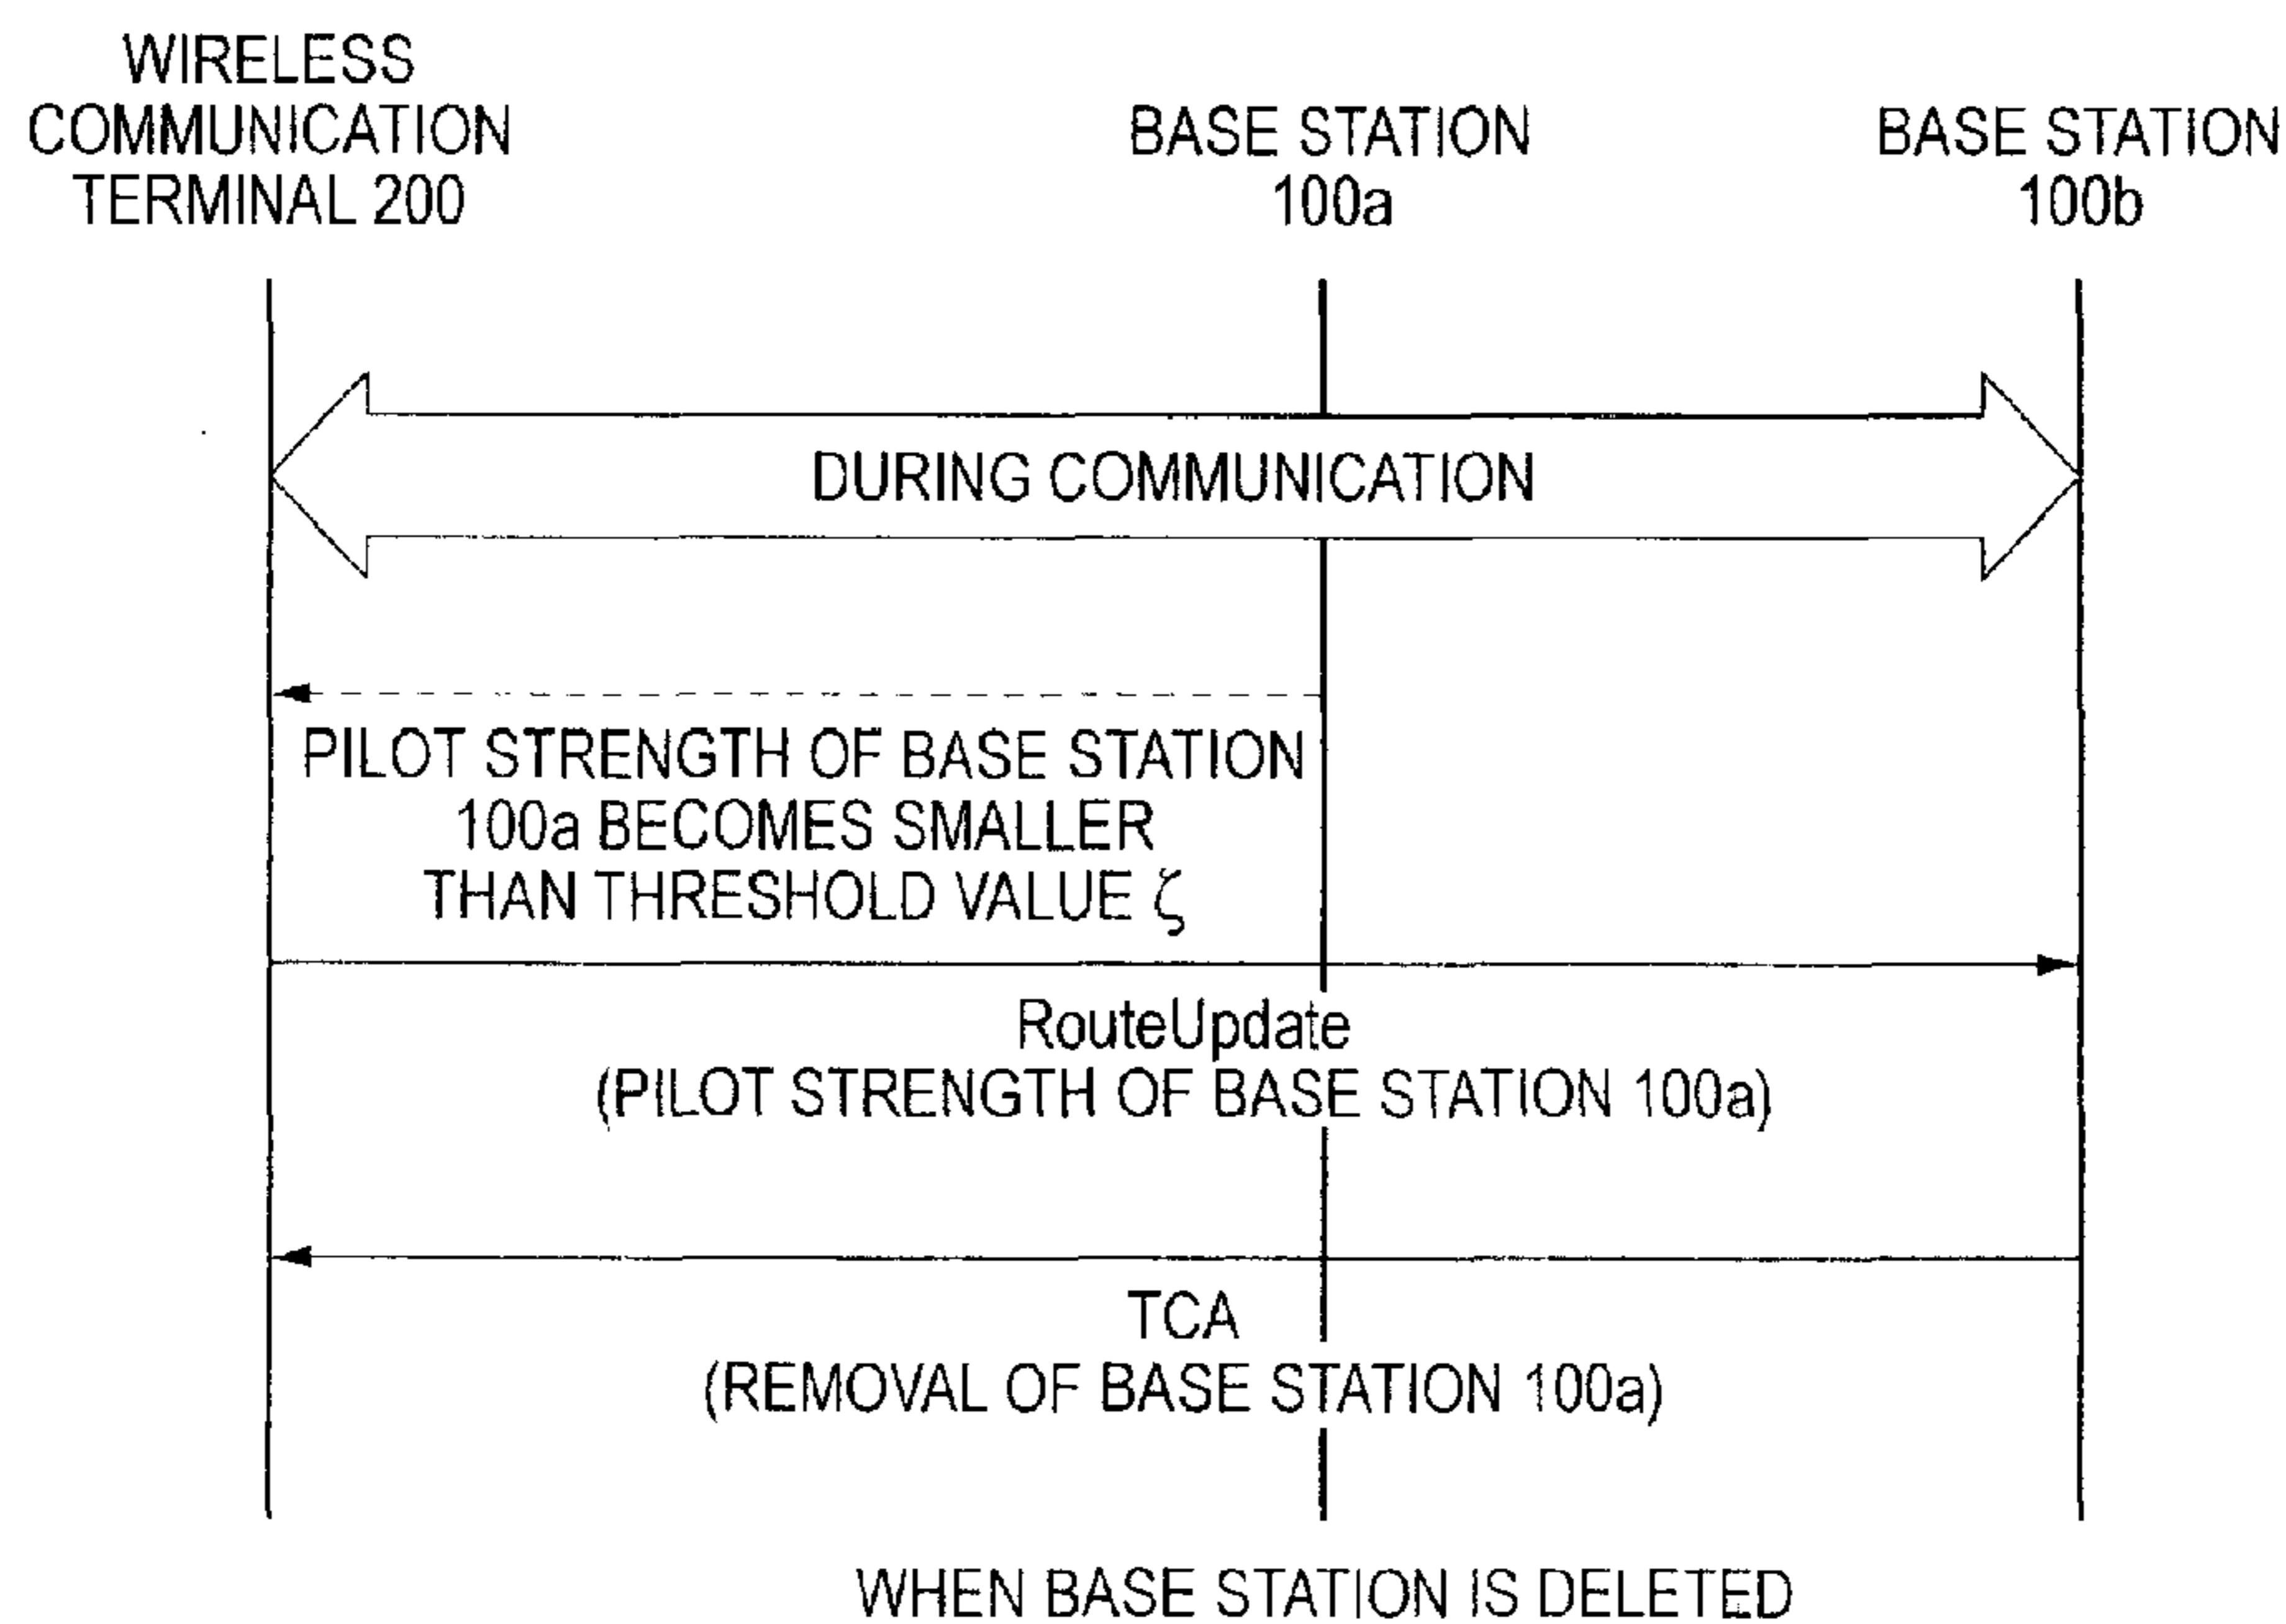 WIRELESS
COMMUNICATION
TERMINAL 200
BASE STATION
100a
BASE STATION
100b
DURING COMMUNICATION
PILOT STRENGTH OF BASE STATION
100a BECOMES SMALLER
THAN THRESHOLD VALUE ζ
RouteUpdate
(PILOT STRENGTH OF BASE STATION 100a)
TCA
(REMOVAL OF BASE STATION 100a)
WHEN BASE STATION IS DELETED